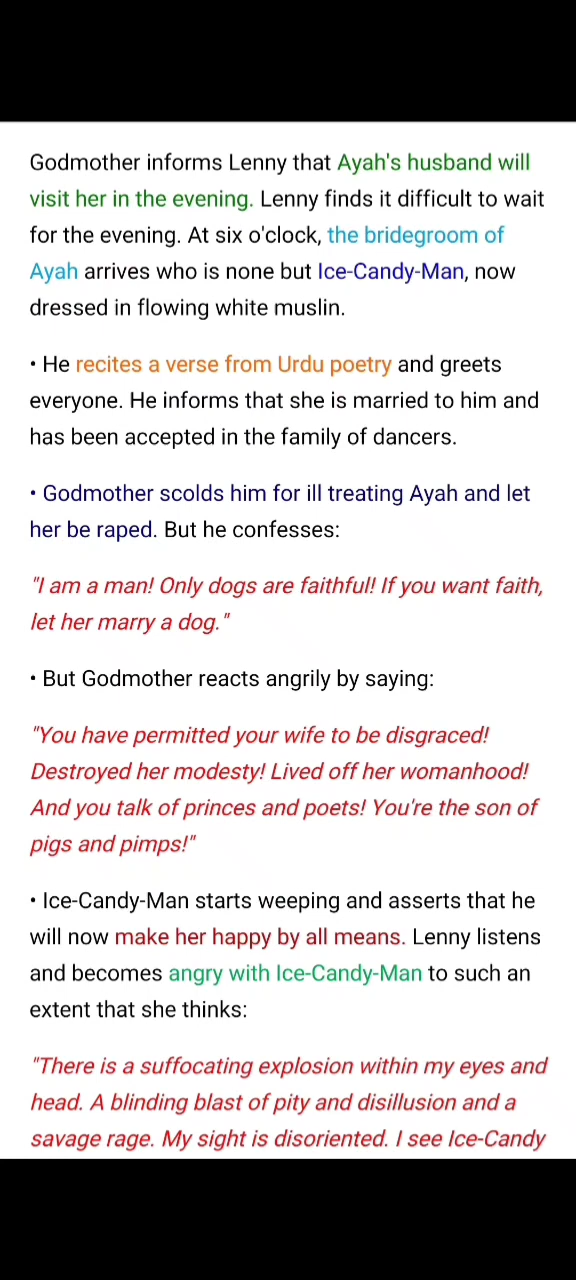 Godmother informs Lenny that Ayah's husband will
visit her in the evening. Lenny finds it difficult to wait
for the evening. At six o'clock, the bridegroom of
Ayah arrives who is none but Ice-Candy-Man, now
dressed in flowing white muslin.
• He recites a verse from Urdu poetry and greets
everyone. He informs that she is married to him and
has been accepted in the family of dancers.
• Godmother scolds him for ill treating Ayah and let
her be raped. But he confesses:
"I am a man! Only dogs are faithful! If you want faith,
let her marry a dog."
• But Godmother reacts angrily by saying:
"You have permitted your wife to be disgraced!
Destroyed her modesty! Lived off her womanhood!
And you talk of princes and poets! You're the son of
pigs and pimps!"
• Ice-Candy-Man starts weeping and asserts that he
will now make her happy by all means. Lenny listens
and becomes angry with Ice-Candy-Man to such an
extent that she thinks:
"There is a suffocating explosion within my eyes and
head. A blinding blast of pity and disillusion and a
savage rage. My sight is disoriented. I see Ice-Candy